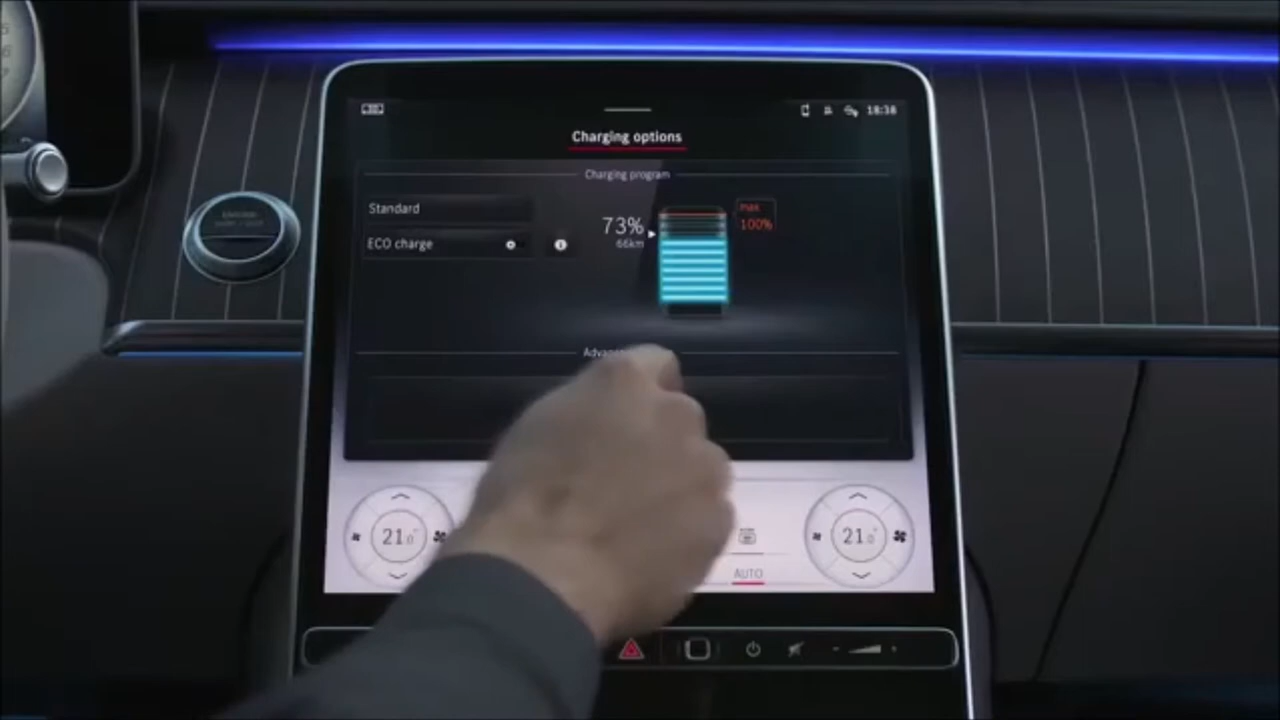 18:38
Charging options
Charging program
Standard
ECO charge
73%
66km
max
100%
21.0°
21.0°
AUTO